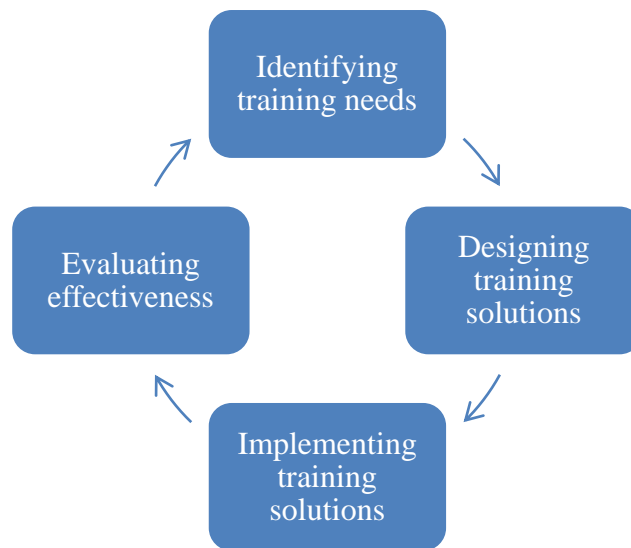 Identifying
training needs
Designing
training
solutions
Implementing
training
solutions
Evaluating
effectiveness